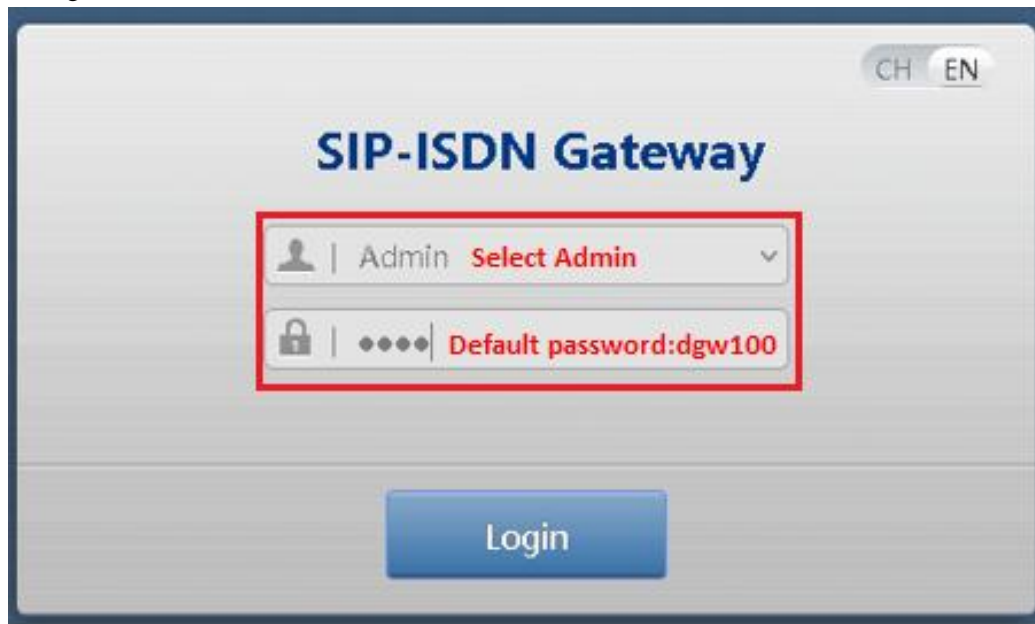 CH EN
SIP-ISDN Gateway
| Admin Select Admin
| ●●●●| Default password:dgw100
Login